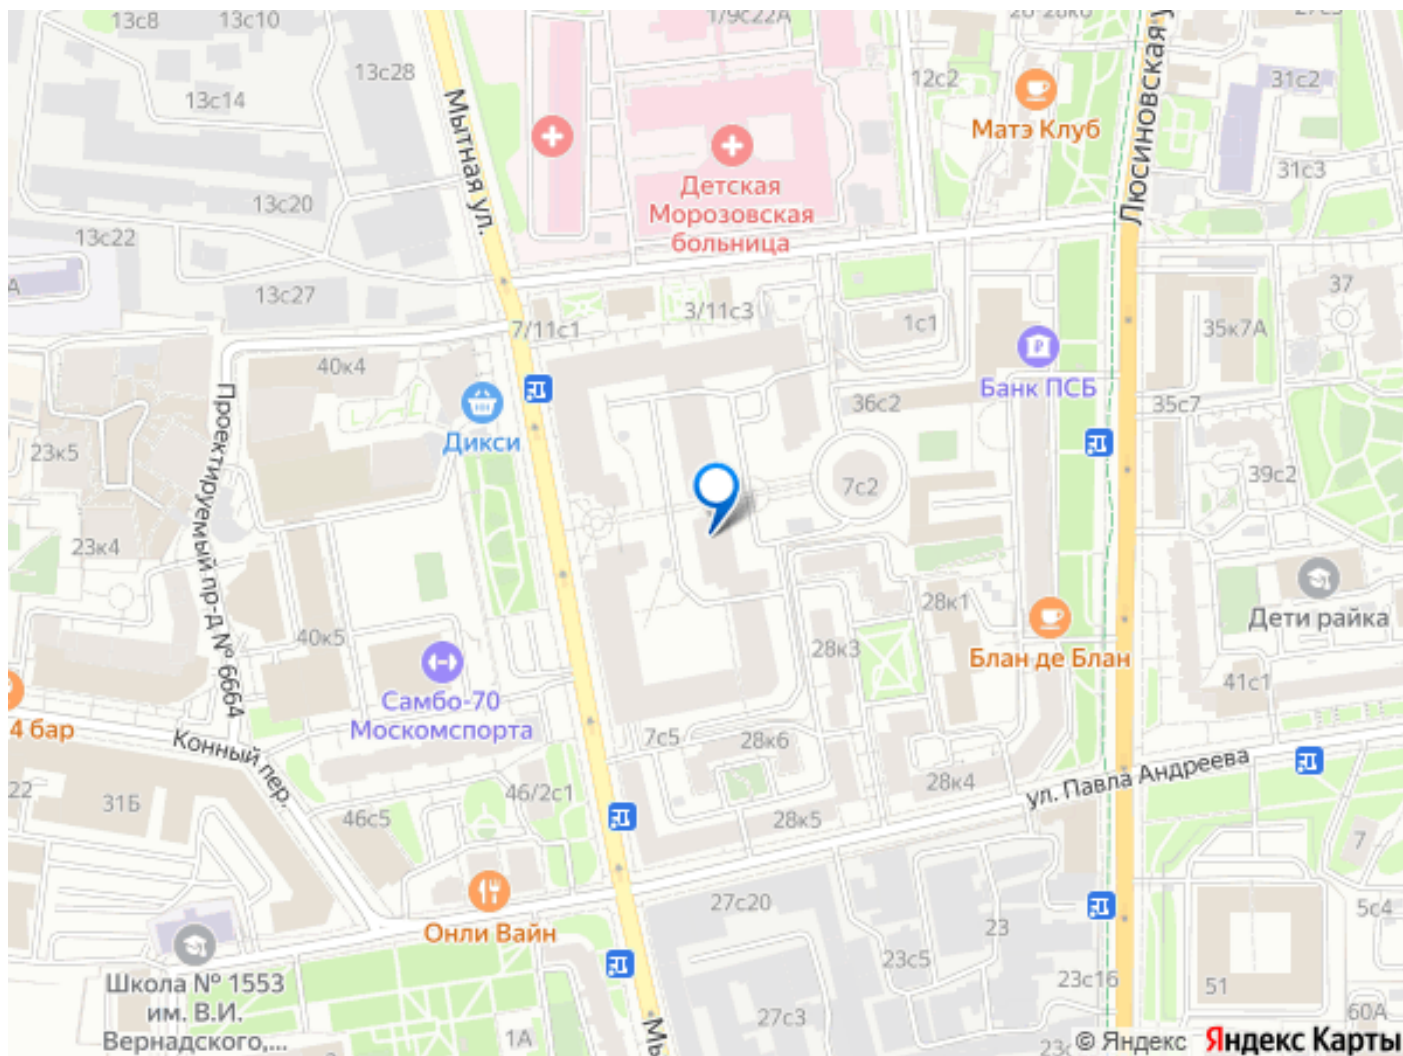 13с8
13с10
1/9с22А
13с28
13с14
12с2
31с2
Люсиновская у
Матэ Клуб
Мытная ул.
Детская
Морозовская
больница
31с3
13с20
13с22
А
13с27
37
7/11с1
3/11с3
1с1
35к7А
40к4
Банк ПСБ
36с2
35с7
Дикси
Проектируемый пр-д № 6664
23к5
39с2
7с2
23к4
28к1
Дети райка
40к5
28к3
Блан де Блан
41с1
Самбо-70
Москомспорта
4 бар
Конный пер.
7с5
28к6
28к4
ул. Павла Андреева
22
31Б
46/2с1
46с5
28к5
7
27с20
5с4
23
Онли Вайн
23с5
23с16
51
Школа № 1553
им. В.И.
Вернадского,...
27с3
1А
60А
Мы
23с
© Яндекс Яндекс Карты